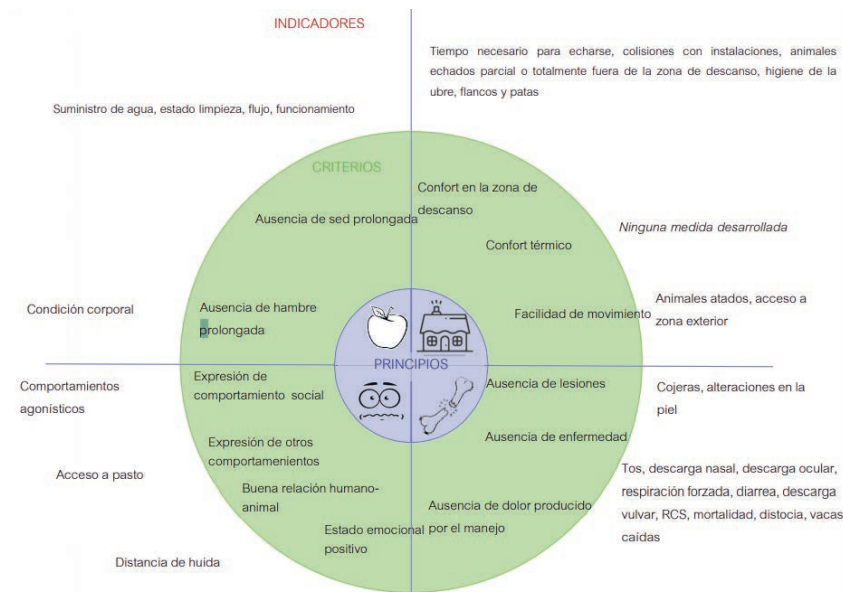 INDICADORES
Tiempo necesario para echarse, colisiones con instalaciones, animales
echados parcial o totalmente fuera de la zona de descanso, higiene de la
ubre, flancos y patas
Suministro de agua, estado limpieza, flujo, funcionamiento
CRITERIOS
Ausencia de sed prolongada
Confort en la zona de
descanso
Ninguna medida desarrollada
Confort térmico
Condición corporal
Ausencia de hambre
prolongada
Facilidad de movimiento
Animales atados, acceso a
zona exterior
PRINCIPIOS
Comportamientos
agonísticos
Expresión de
comportamiento social
Ausencia de lesiones
Cojeras, alteraciones en la
piel
Acceso a pasto
Expresión de otros
comportamenientos
Ausencia de enfermedad
Buena relación humano-
animal
Tos, descarga nasal, descarga ocular,
respiración forzada, diarrea, descarga
vulvar, RCS, mortalidad, distocia, vacas
caídas
Estado emocional
positivo
Ausencia de dolor producido
por el manejo
Distancia de huida